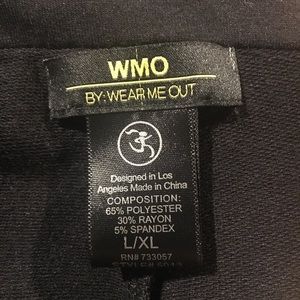 WMO
BY: WEAR ME OUT
Designed in Los
Angeles Made in China
COMPOSITION:
65% POLYESTER
30% RAYON
5% SPANDEX
L/XL
RN# 733057
STYLE#